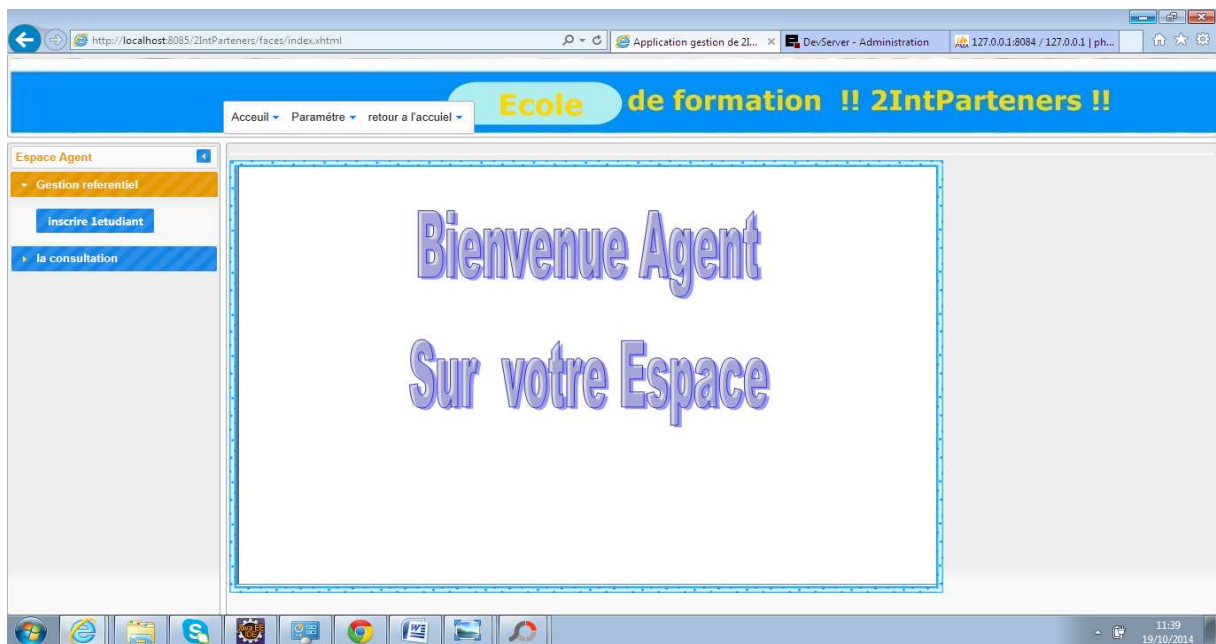 http://localhost:8085/2IntParteners/faces/index.xhtml
Application gestion de 2I...
DevServer - Administration
127.0.0.1:8084 / 127.0.0.1 | ph...
Ecole de formation !! 2IntParteners !!
Acceuil Paramétre retour a l'accuiel
Espace Agent
Gestion referentiel
inscrire 1etudiant
la consultation
Bienvenue Agent
Sur votre Espace
11:39
19/10/2014